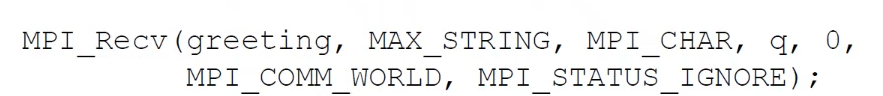 MPI_Recv(greeting, MAX_STRING, MPI_CHAR, q, 0,
MPI_COMM_WORLD, MPI_STATUS_IGNORE);